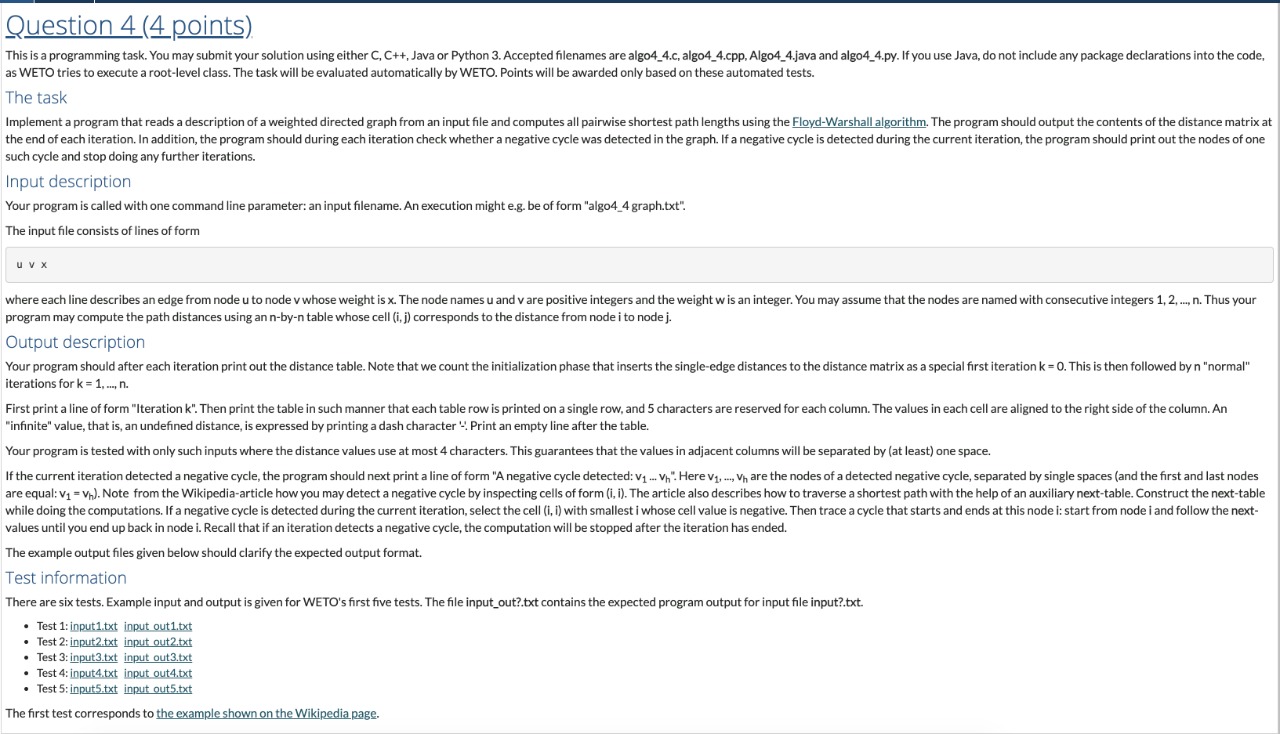 Question 4 (4 points)
This is a programming task. You may submit your solution using either C, C++, Java or Python 3. Accepted filenames are algo4_4.c, algo4_4.cpp, Algo4_4.java and algo4_4.py. If you use Java, do not include any package declarations into the code,
as WETO tries to execute a root-level class. The task will be evaluated automatically by WETO. Points will be awarded only based on these automated tests.
The task
Implement a program that reads a description of a weighted directed graph from an input file and computes all pairwise shortest path lengths using the Floyd-Warshall algorithm. The program should output the contents of the distance matrix at
the end of each iteration. In addition, the program should during each iteration check whether a negative cycle was detected in the graph. If a negative cycle is detected during the current iteration, the program should print out the nodes of one
such cycle and stop doing any further iterations.
Input description
Your program is called with one command line parameter: an input filename. An execution might e.g. be of form "algo4_4 graph.txt".
The input file consists of lines of form
u v x
where each line describes an edge from node u to node v whose weight is x. The node names u and v are positive integers and the weight w is an integer. You may assume that the nodes are named with consecutive integers 1, 2, ..., n. Thus your
program may compute the path distances using an n-by-n table whose cell (i, j) corresponds to the distance from node i to node j.
Output description
Your program should after each iteration print out the distance table. Note that we count the initialization phase that inserts the single-edge distances to the distance matrix as a special first iteration k = 0. This is then followed by n "normal"
iterations for k = 1, ..., n.
First print a line of form "Iteration k". Then print the table in such manner that each table row is printed on a single row, and 5 characters are reserved for each column. The values in each cell are aligned to the right side of the column. An
"infinite" value, that is, an undefined distance, is expressed by printing a dash character '-'. Print an empty line after the table.
Your program is tested with only such inputs where the distance values use at most 4 characters. This guarantees that the values in adjacent columns will be separated by (at least) one space.
If the current iteration detected a negative cycle, the program should next print a line of form "A negative cycle detected: v1 ... vh". Here v1, ..., vh are the nodes of a detected negative cycle, separated by single spaces (and the first and last nodes
are equal: v1 = vh). Note from the Wikipedia-article how you may detect a negative cycle by inspecting cells of form (i, i). The article also describes how to traverse a shortest path with the help of an auxiliary next-table. Construct the next-table
while doing the computations. If a negative cycle is detected during the current iteration, select the cell (i, i) with smallest i whose cell value is negative. Then trace a cycle that starts and ends at this node i: start from node i and follow the next-
values until you end up back in node i. Recall that if an iteration detects a negative cycle, the computation will be stopped after the iteration has ended.
The example output files given below should clarify the expected output format.
Test information
There are six tests. Example input and output is given for WETO's first five tests. The file input_out?.txt contains the expected program output for input file input?.txt.
• Test 1: input1.txt input_out1.txt
• Test 2: input2.txt input_out2.txt
• Test 3: input3.txt input_out3.txt
• Test 4: input4.txt input_out4.txt
• Test 5: input5.txt input_out5.txt
The first test corresponds to the example shown on the Wikipedia page.